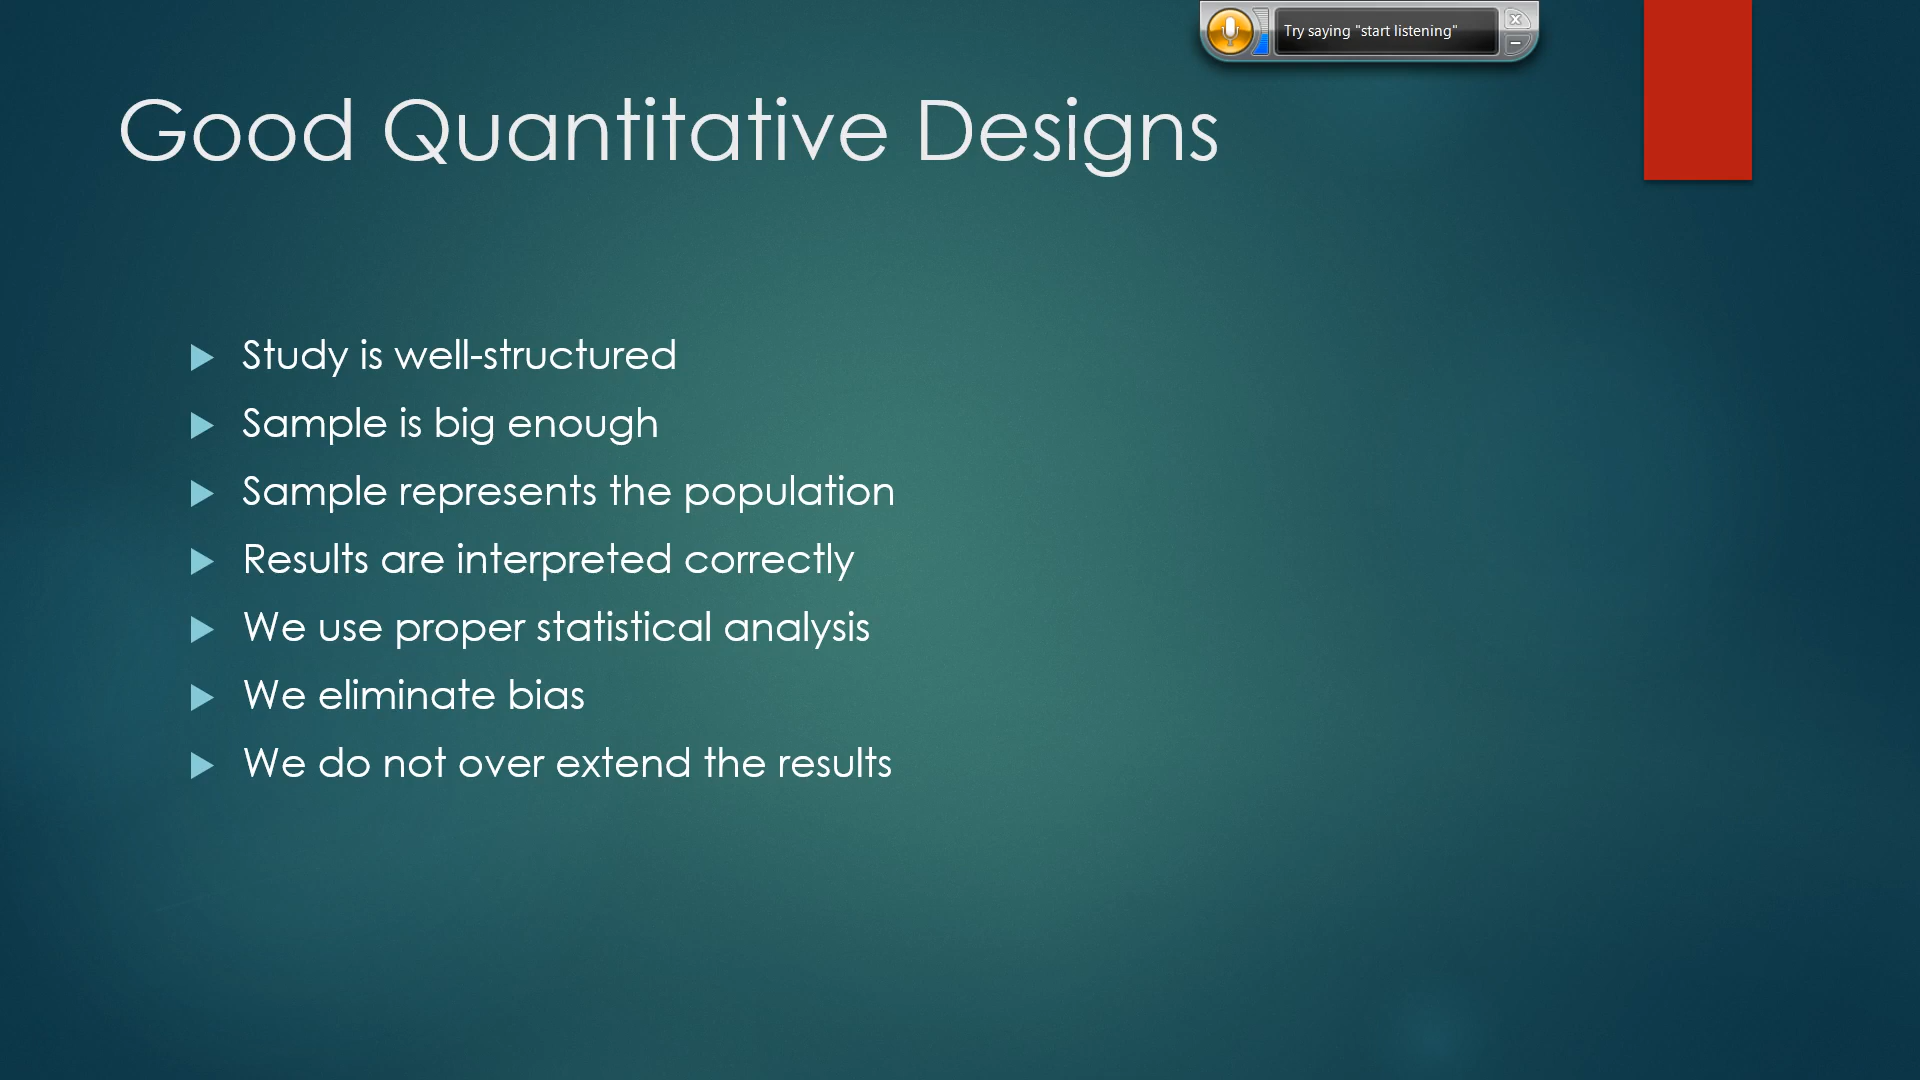 Try saying "start listening"
Good Quantitative Designs
Study is well-structured
Sample is big enough
Sample represents the population
Results are interpreted correctly
We use proper statistical analysis
We eliminate bias
We do not over extend the results